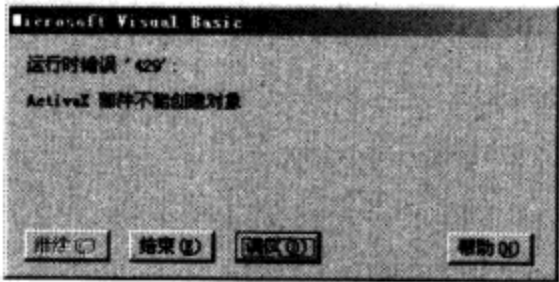 Microsoft Visual Basic
运行时错误 '429':
ActiveX 部件不能创建对象
继续(C)
结束(E)
调试(D)
帮助(H)